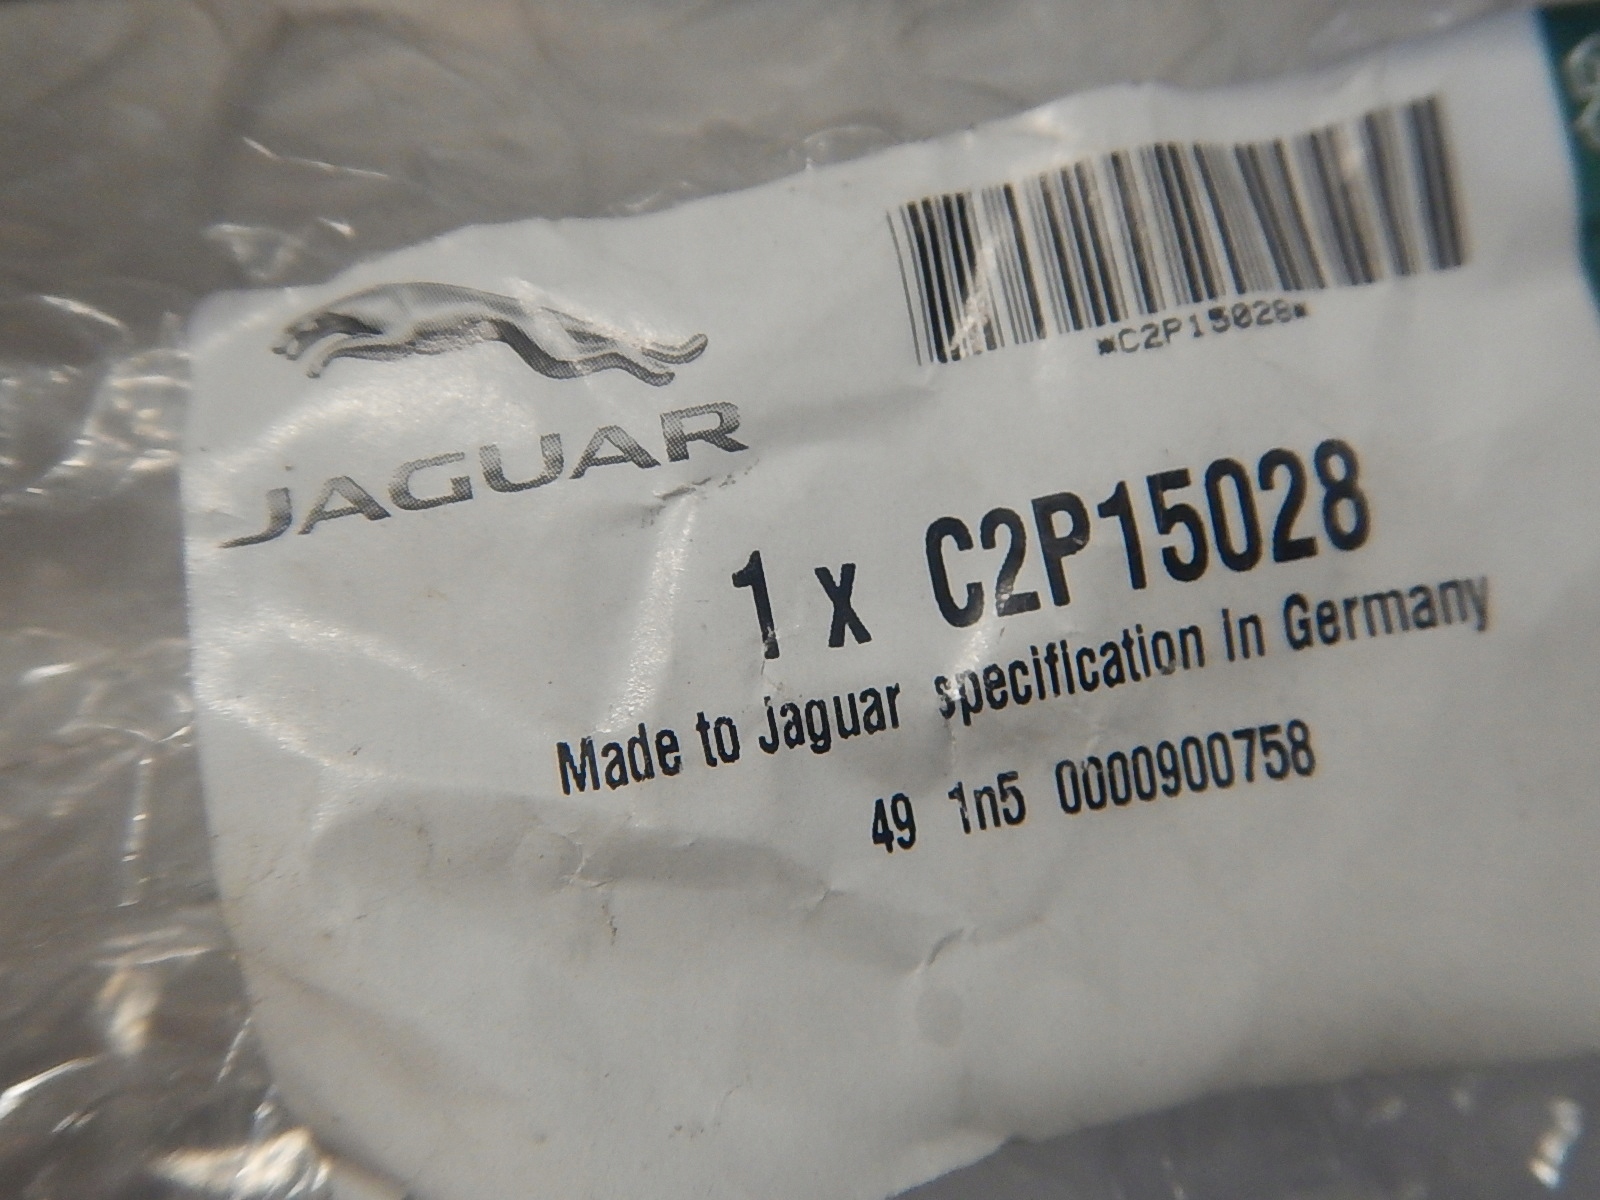 *C2P15028*
JAGUAR
1 x C2P15028
Made to Jaguar specification in Germany
49 1n5 0000900758